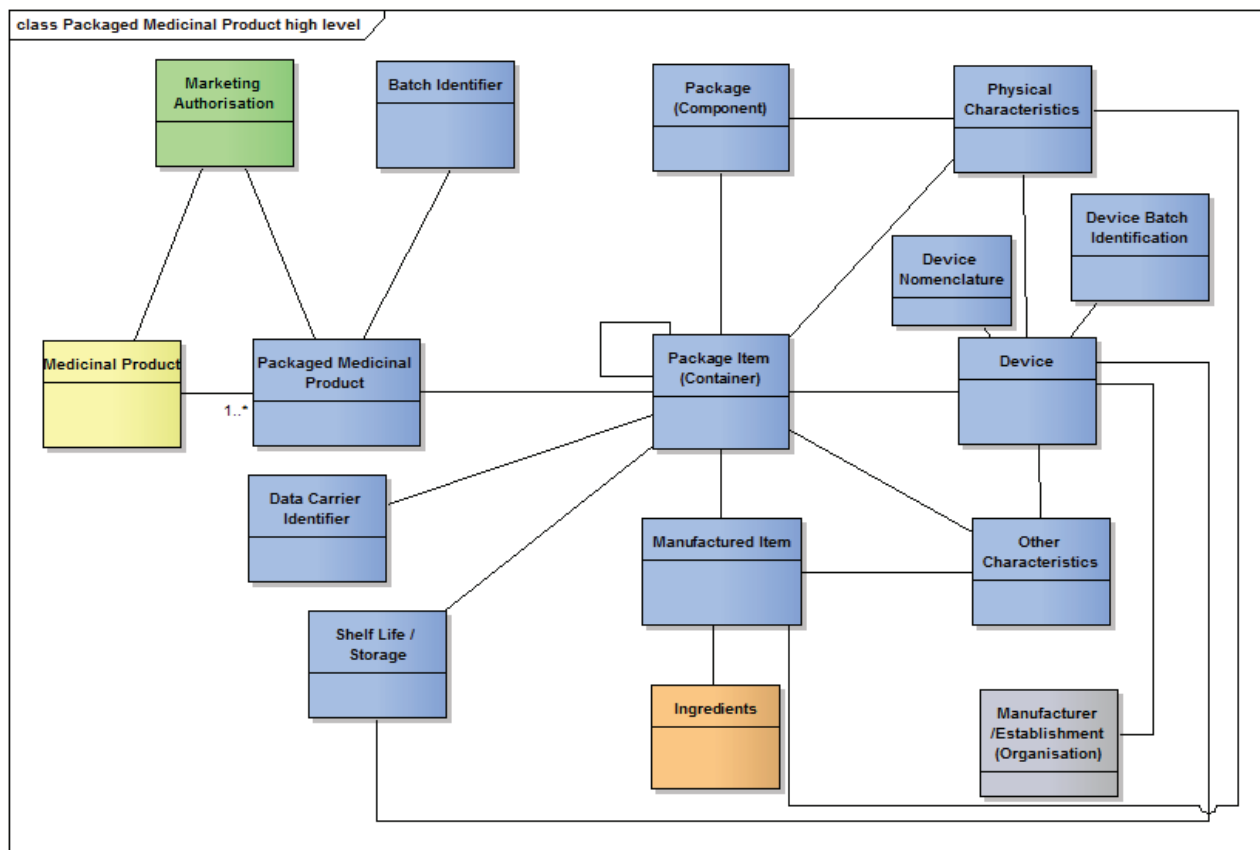 class Packaged Medicinal Product high level
Marketing
Authorisation
Batch Identifier
Package
(Component)
Physical
Characteristics
Device Batch
Identification
Device
Nomenclature
Medicinal Product
1..*
Packaged Medicinal
Product
Package Item
(Container)
Device
Data Carrier
Identifier
Manufactured Item
Other
Characteristics
Shelf Life /
Storage
Ingredients
Manufacturer
/Establishment
(Organisation)